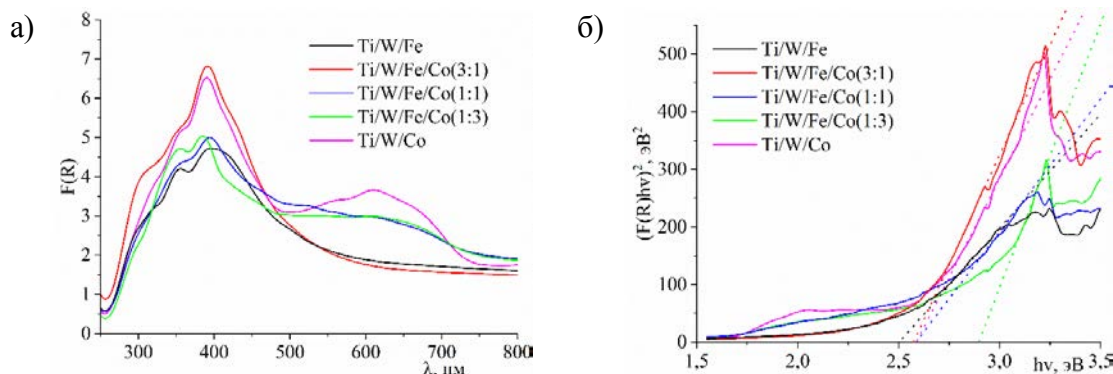 а)
8
7
6
5
4
3
2
1
0
F(R)
Ti/W/Fe
Ti/W/Fe/Co(3:1)
Ti/W/Fe/Co(1:1)
Ti/W/Fe/Co(1:3)
Ti/W/Co
300 400 500 600 700 800
λ, нм
б)
500
400
300
200
100
0
(F(R)hν)², эВ²
Ti/W/Fe
Ti/W/Fe/Co(3:1)
Ti/W/Fe/Co(1:1)
Ti/W/Fe/Co(1:3)
Ti/W/Co
1,5 2,0 2,5 3,0 3,5
hν, эВ